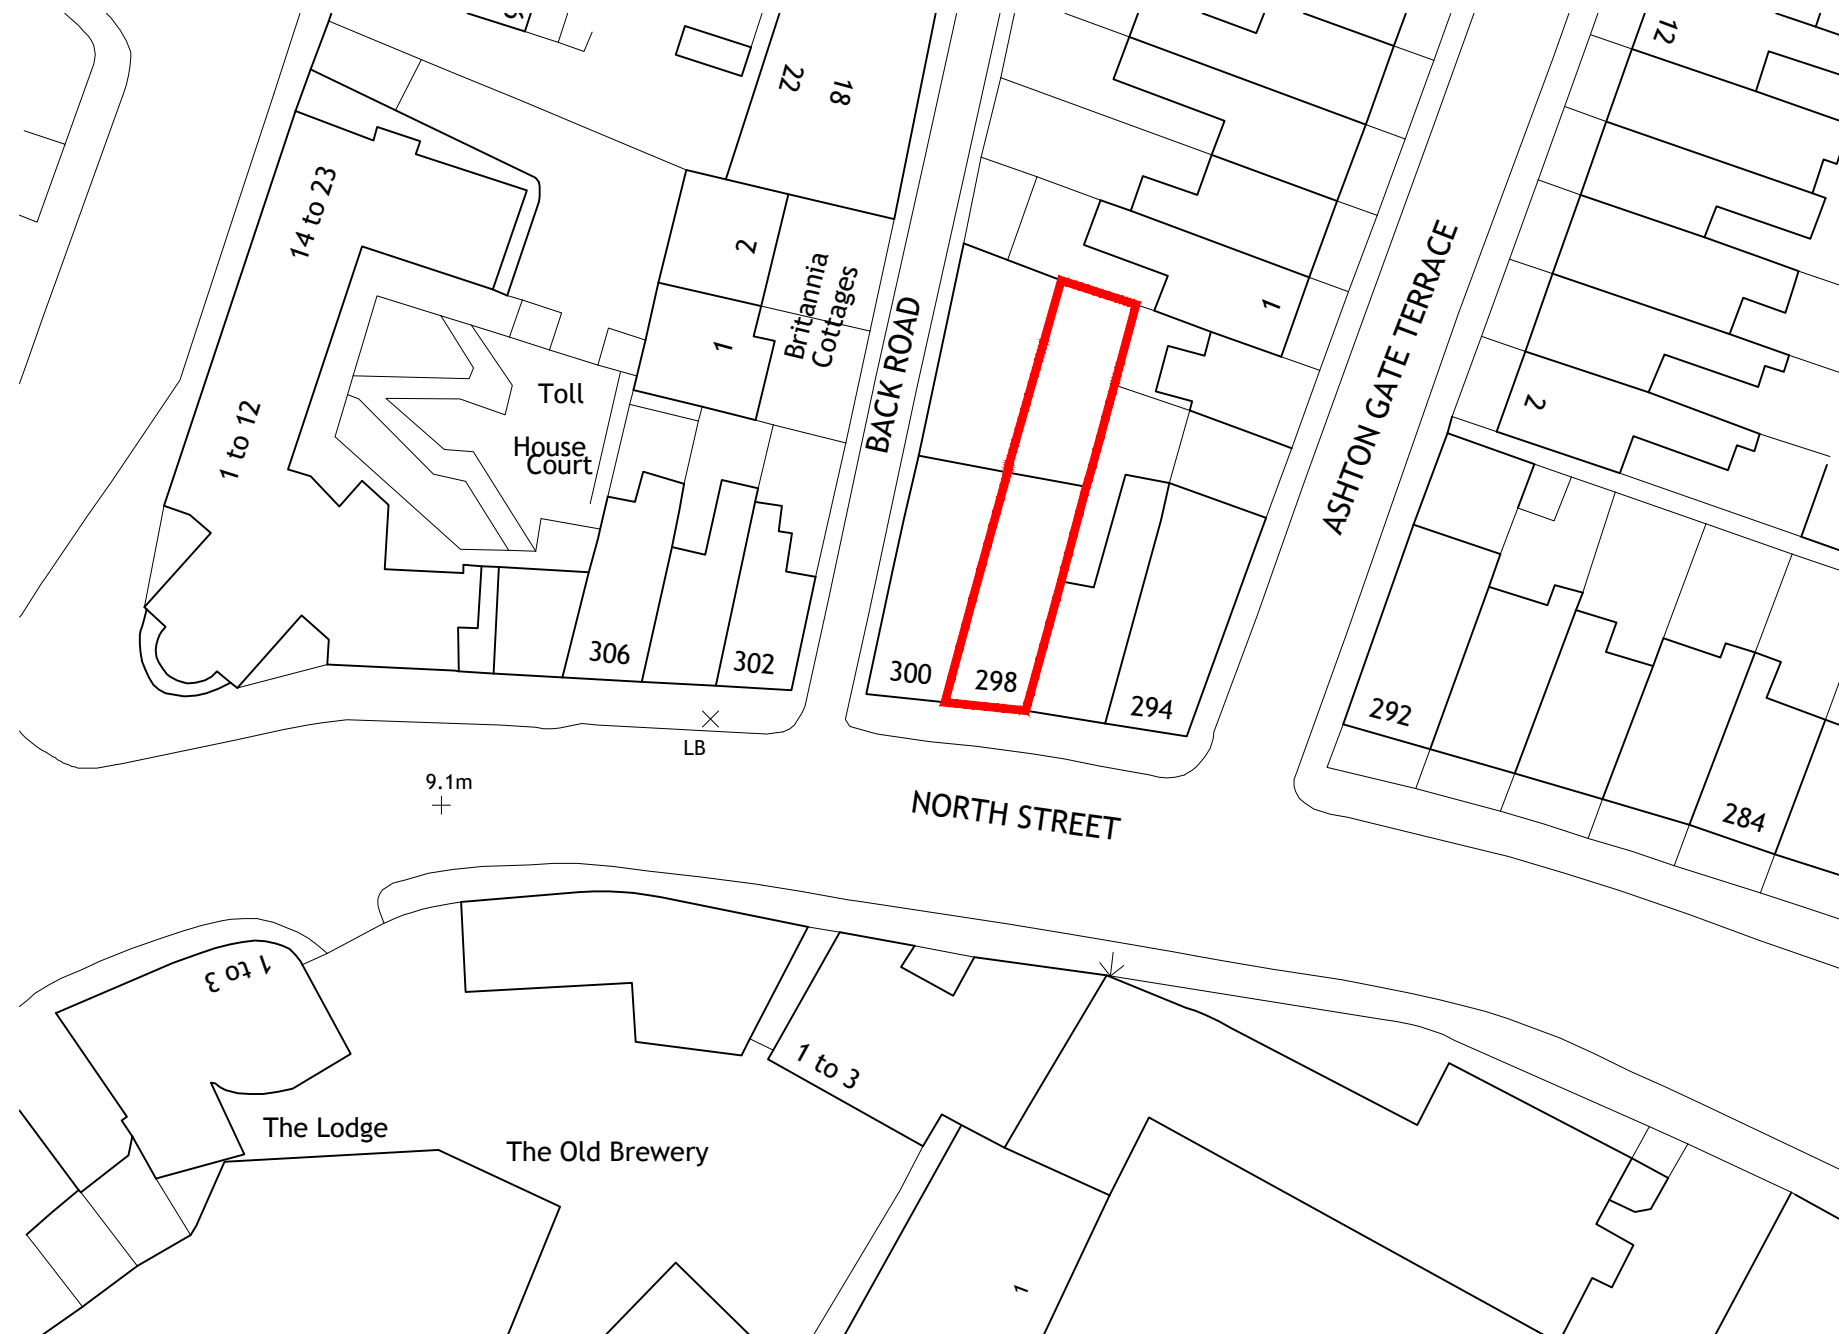 12
22
18
14 to 23
2
Britannia
Cottages
1
1
BACK ROAD
ASHTON GATE TERRACE
Toll
House
Court
1 to 12
2
306
302
300
298
294
292
284
LB
9.1m
NORTH STREET
1 to 3
1 to 3
The Lodge
The Old Brewery
1